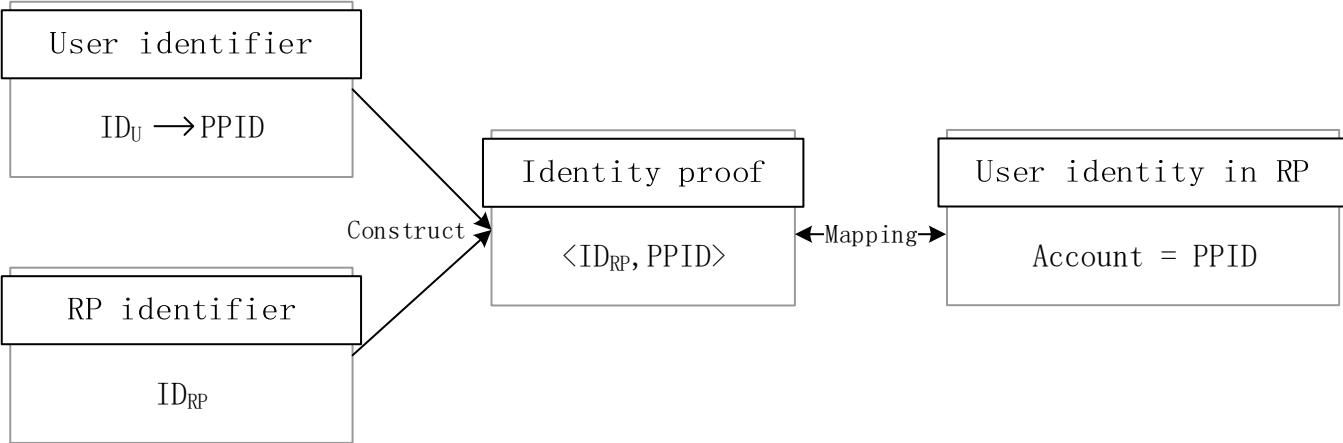 User identifier
IDU → PPID
Construct
RP identifier
IDRP
Identity proof
<IDRP,PPID>
Mapping
User identity in RP
Account = PPID